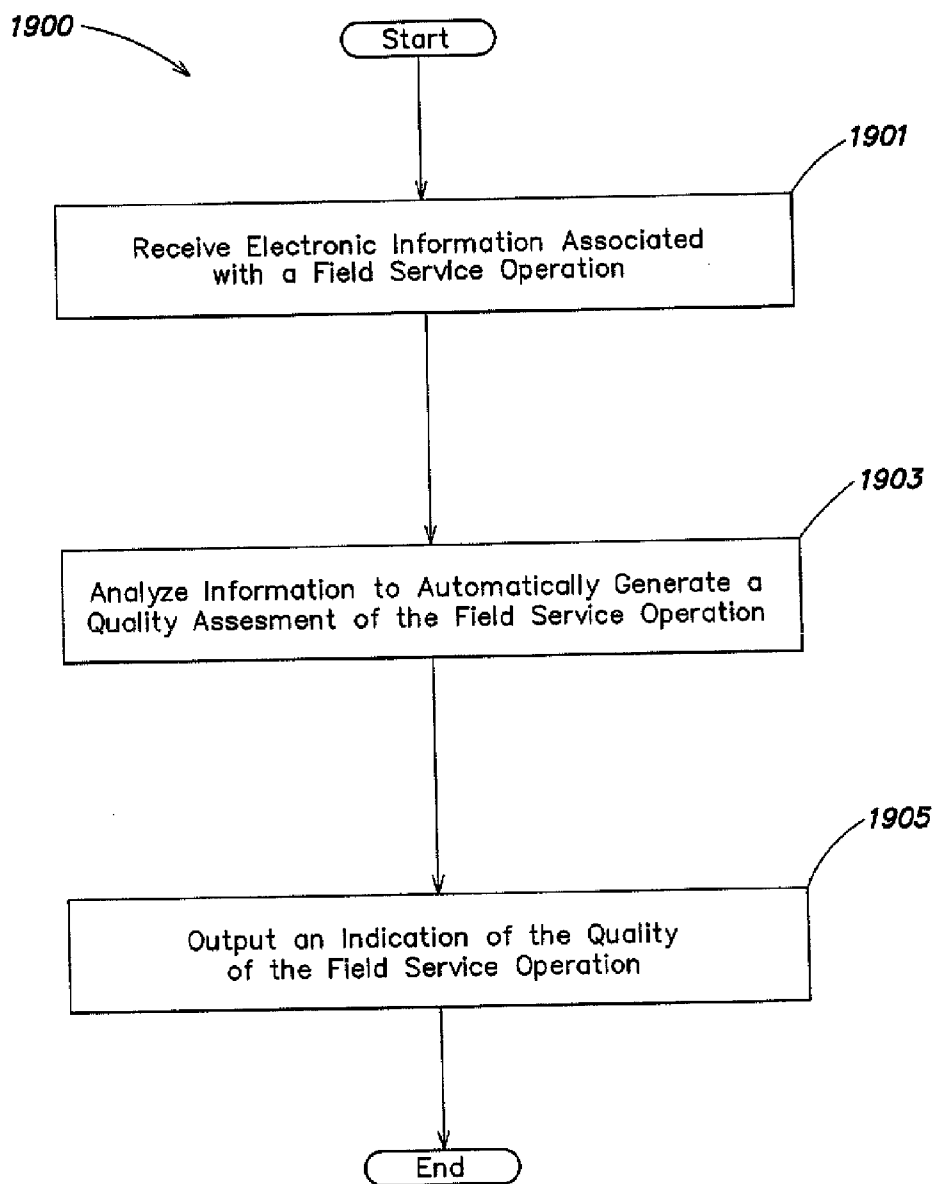 1900
Start
1901
Receive Electronic Information Associated
with a Field Service Operation
1903
Analyze Information to Automatically Generate a
Quality Assesment of the Field Service Operation
1905
Output an Indication of the Quality
of the Field Service Operation
End